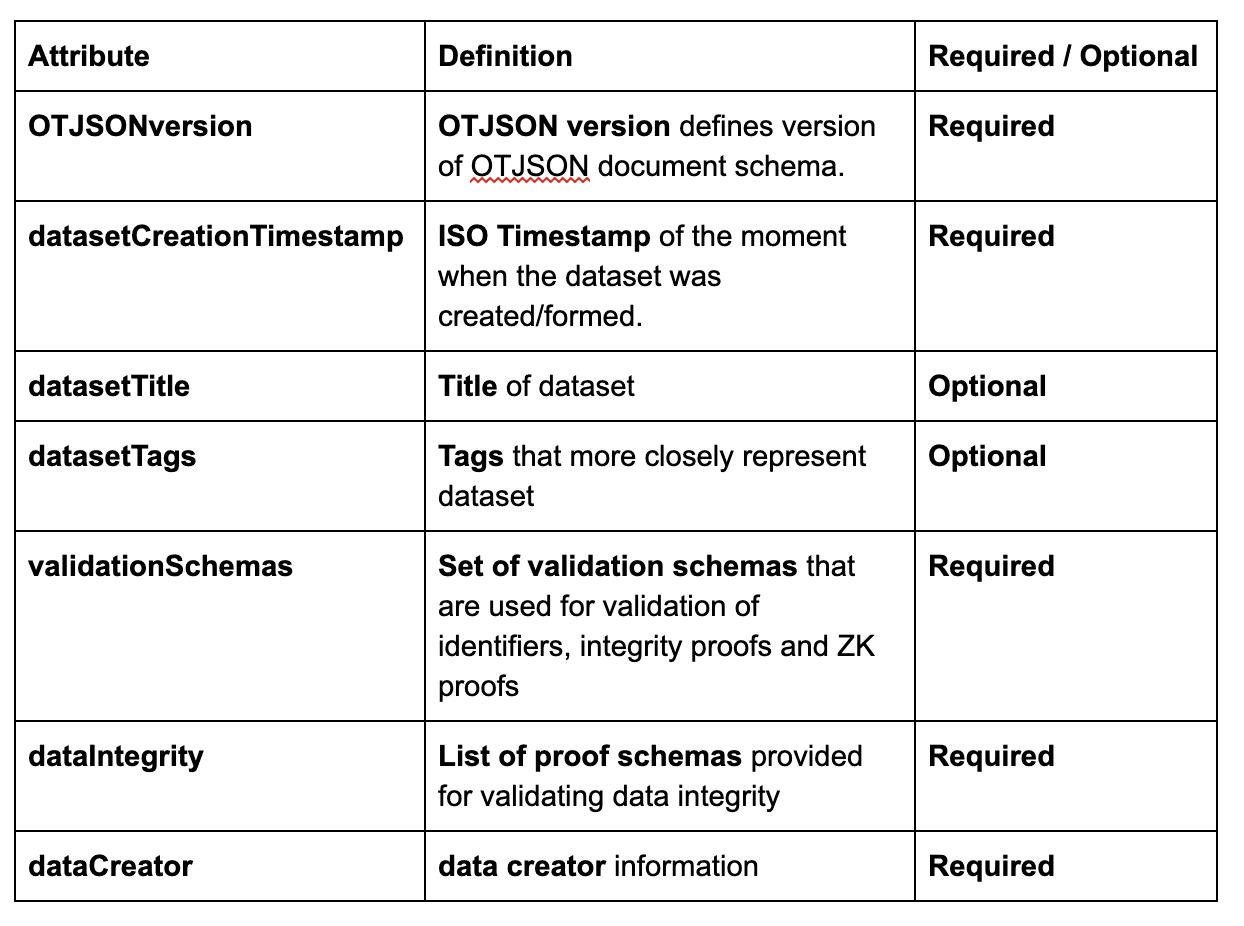 Attribute Definition Required / Optional
OTJSONversion OTJSON version defines version Required
of OTJSON document schema.
datasetCreationTimestamp ISO Timestamp of the moment Required
when the dataset was
created/formed.
datasetTitle Title of dataset Optional
datasetTags Tags that more closely represent Optional
dataset
validationSchemas Set of validation schemas that Required
are used for validation of
identifiers, integrity proofs and ZK
proofs
dataIntegrity List of proof schemas provided Required
for validating data integrity
dataCreator data creator information Required